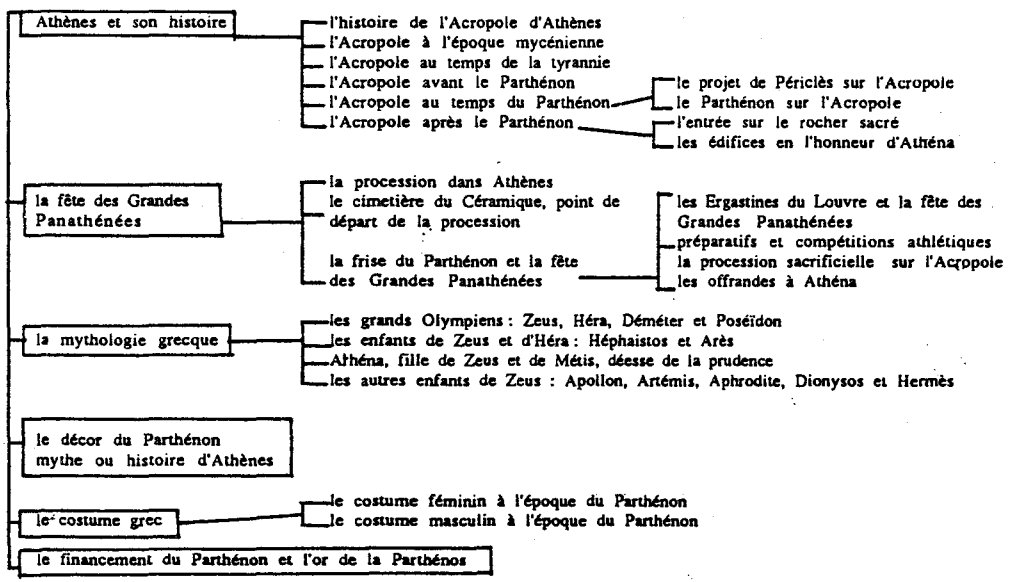 Athènes et son histoire
l'histoire de l'Acropole d'Athènes
l'Acropole à l'époque mycénienne
l'Acropole au temps de la tyrannie
l'Acropole avant le Parthénon
l'Acropole au temps du Parthénon
l'Acropole après le Parthénon
le projet de Périclès sur l'Acropole
le Parthénon sur l'Acropole
l'entrée sur le rocher sacré
les édifices en l'honneur d'Athéna
la fête des Grandes
Panathénées
la procession dans Athènes
le cimetière du Céramique, point de
départ de la procession
la frise du Parthénon et la fête
des Grandes Panathénées
les Ergastines du Louvre et la fête des
Grandes Panathénées
préparatifs et compétitions athlétiques
la procession sacrificielle sur l'Acropole
les offrandes à Athéna
la mythologie grecque
les grands Olympiens : Zeus, Héra, Déméter et Poséïdon
les enfants de Zeus et d'Héra : Héphaistos et Arès
Athéna, fille de Zeus et de Métis, déesse de la prudence
les autres enfants de Zeus : Apollon, Artémis, Aphrodite, Dionysos et Hermès
le décor du Parthénon
mythe ou histoire d'Athènes
le costume grec
le costume féminin à l'époque du Parthénon
le costume masculin à l'époque du Parthénon
le financement du Parthénon et l'or de la Parthénos